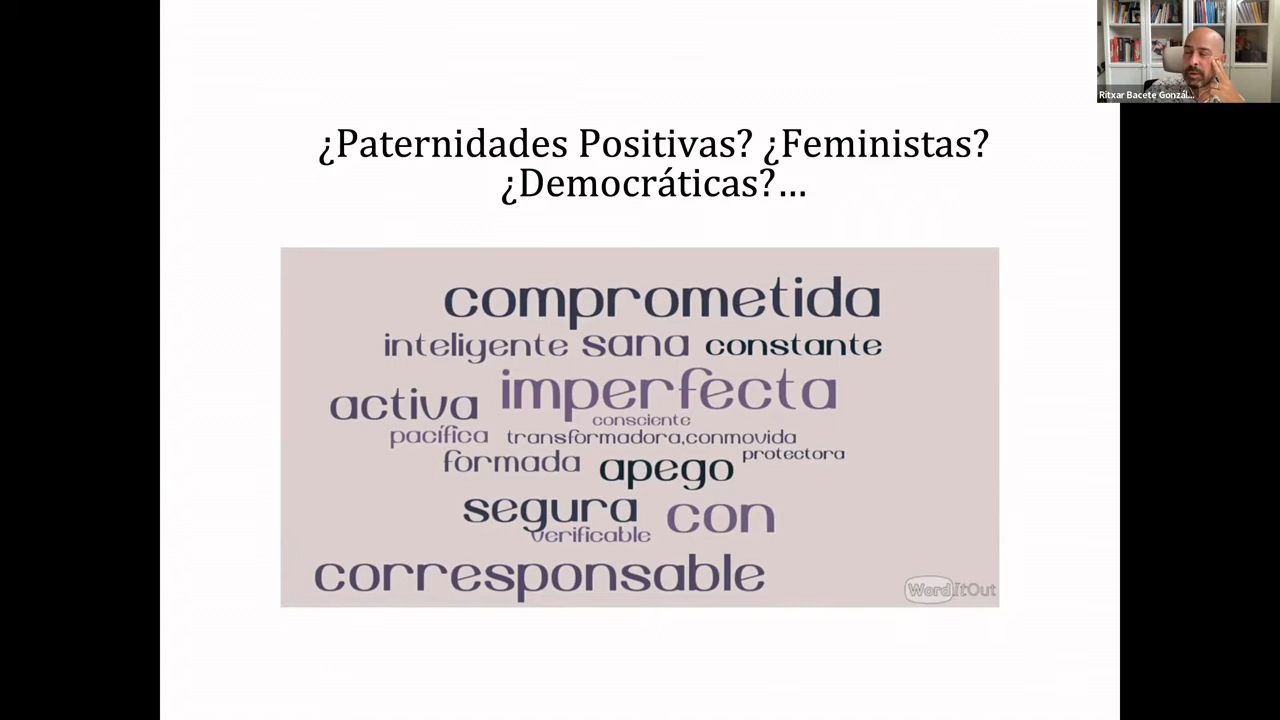 Ritxar Bacete Gonzál...
¿Paternidades Positivas? ¿Feministas?
¿Democráticas?...
comprometida
inteligente sana constante
activa imperfecta
consciente
pacífica transformadora,conmovida
protectora
formada apego
segura con
verificable
corresponsable
WordItOut